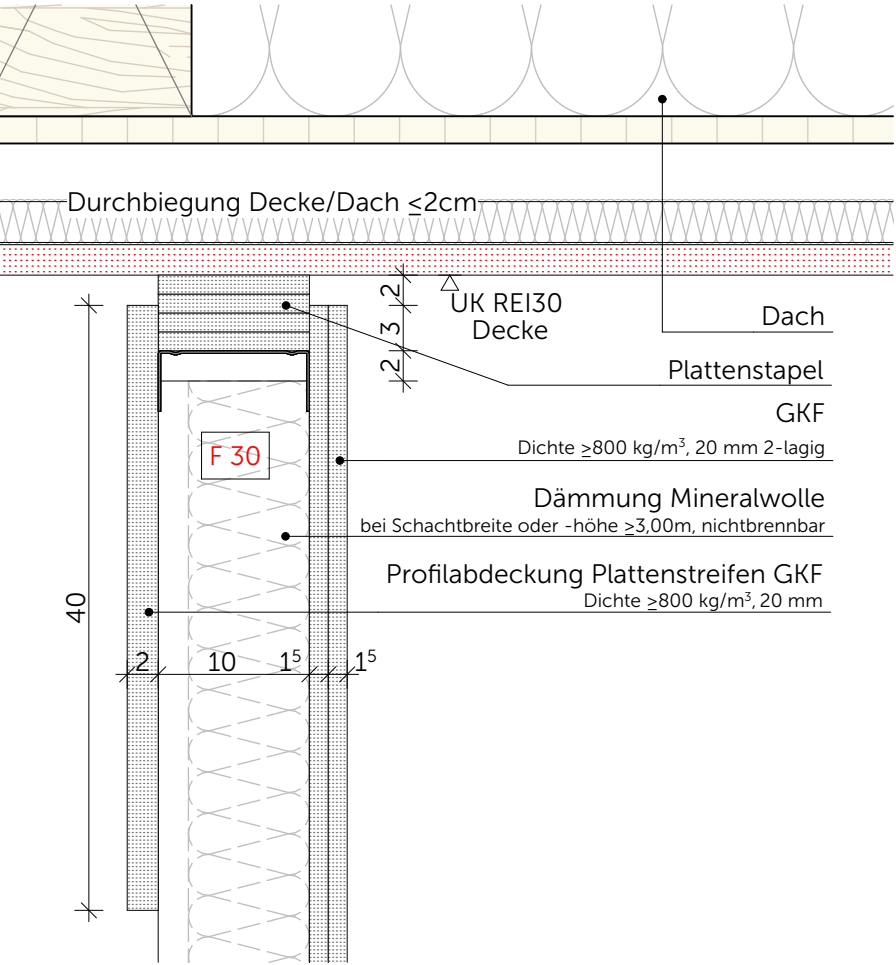 Durchbiegung Decke/Dach ≤2cm
2
3
2
UK REI30
Decke
Dach
Plattenstapel
GKF
Dichte ≥800 kg/m³, 20 mm 2-lagig
F 30
Dämmung Mineralwolle
bei Schachtbreite oder -höhe ≥3,00m, nichtbrennbar
Profilabdeckung Plattenstreifen GKF
Dichte ≥800 kg/m³, 20 mm
40
2 10 1⁵ 1⁵